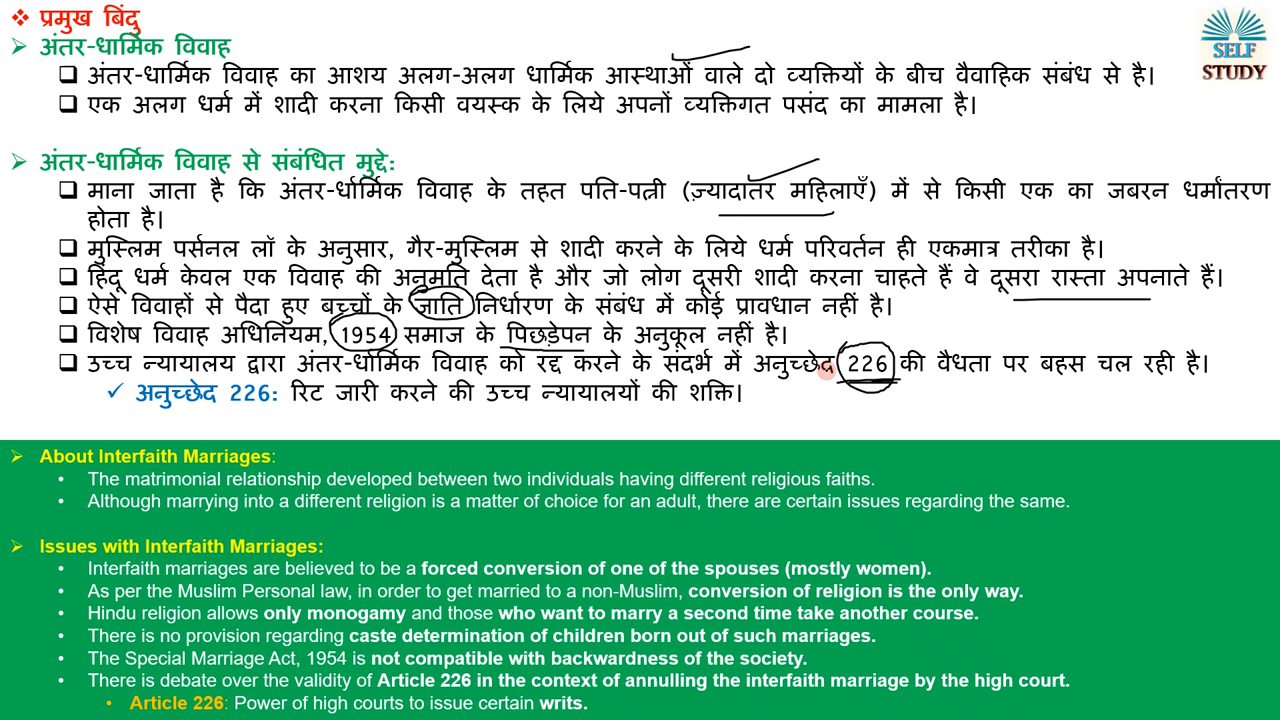 ❖ प्रमुख बिंदु
➢ अंतर-धार्मिक विवाह
❑ अंतर-धार्मिक विवाह का आशय अलग-अलग धार्मिक आस्थाओं वाले दो व्यक्तियों के बीच वैवाहिक संबंध से है।
❑ एक अलग धर्म में शादी करना किसी वयस्क के लिये अपनों व्यक्तिगत पसंद का मामला है।
➢ अंतर-धार्मिक विवाह से संबंधित मुद्दे:
❑ माना जाता है कि अंतर-धार्मिक विवाह के तहत पति-पत्नी (ज़्यादातर महिलाएँ) में से किसी एक का जबरन धर्मांतरण
होता है।
❑ मुस्लिम पर्सनल लॉ के अनुसार, गैर-मुस्लिम से शादी करने के लिये धर्म परिवर्तन ही एकमात्र तरीका है।
❑ हिंदू धर्म केवल एक विवाह की अनुमति देता है और जो लोग दूसरी शादी करना चाहते हैं वे दूसरा रास्ता अपनाते हैं।
❑ ऐसे विवाहों से पैदा हुए बच्चों के जाति निर्धारण के संबंध में कोई प्रावधान नहीं है।
❑ विशेष विवाह अधिनियम, 1954 समाज के पिछड़ेपन के अनुकूल नहीं है।
❑ उच्च न्यायालय द्वारा अंतर-धार्मिक विवाह को रद्द करने के संदर्भ में अनुच्छेद 226 की वैधता पर बहस चल रही है।
✓ अनुच्छेद 226: रिट जारी करने की उच्च न्यायालयों की शक्ति।
SELF
STUDY
➢ About Interfaith Marriages:
• The matrimonial relationship developed between two individuals having different religious faiths.
• Although marrying into a different religion is a matter of choice for an adult, there are certain issues regarding the same.
➢ Issues with Interfaith Marriages:
• Interfaith marriages are believed to be a forced conversion of one of the spouses (mostly women).
• As per the Muslim Personal law, in order to get married to a non-Muslim, conversion of religion is the only way.
• Hindu religion allows only monogamy and those who want to marry a second time take another course.
• There is no provision regarding caste determination of children born out of such marriages.
• The Special Marriage Act, 1954 is not compatible with backwardness of the society.
• There is debate over the validity of Article 226 in the context of annulling the interfaith marriage by the high court.
• Article 226: Power of high courts to issue certain writs.